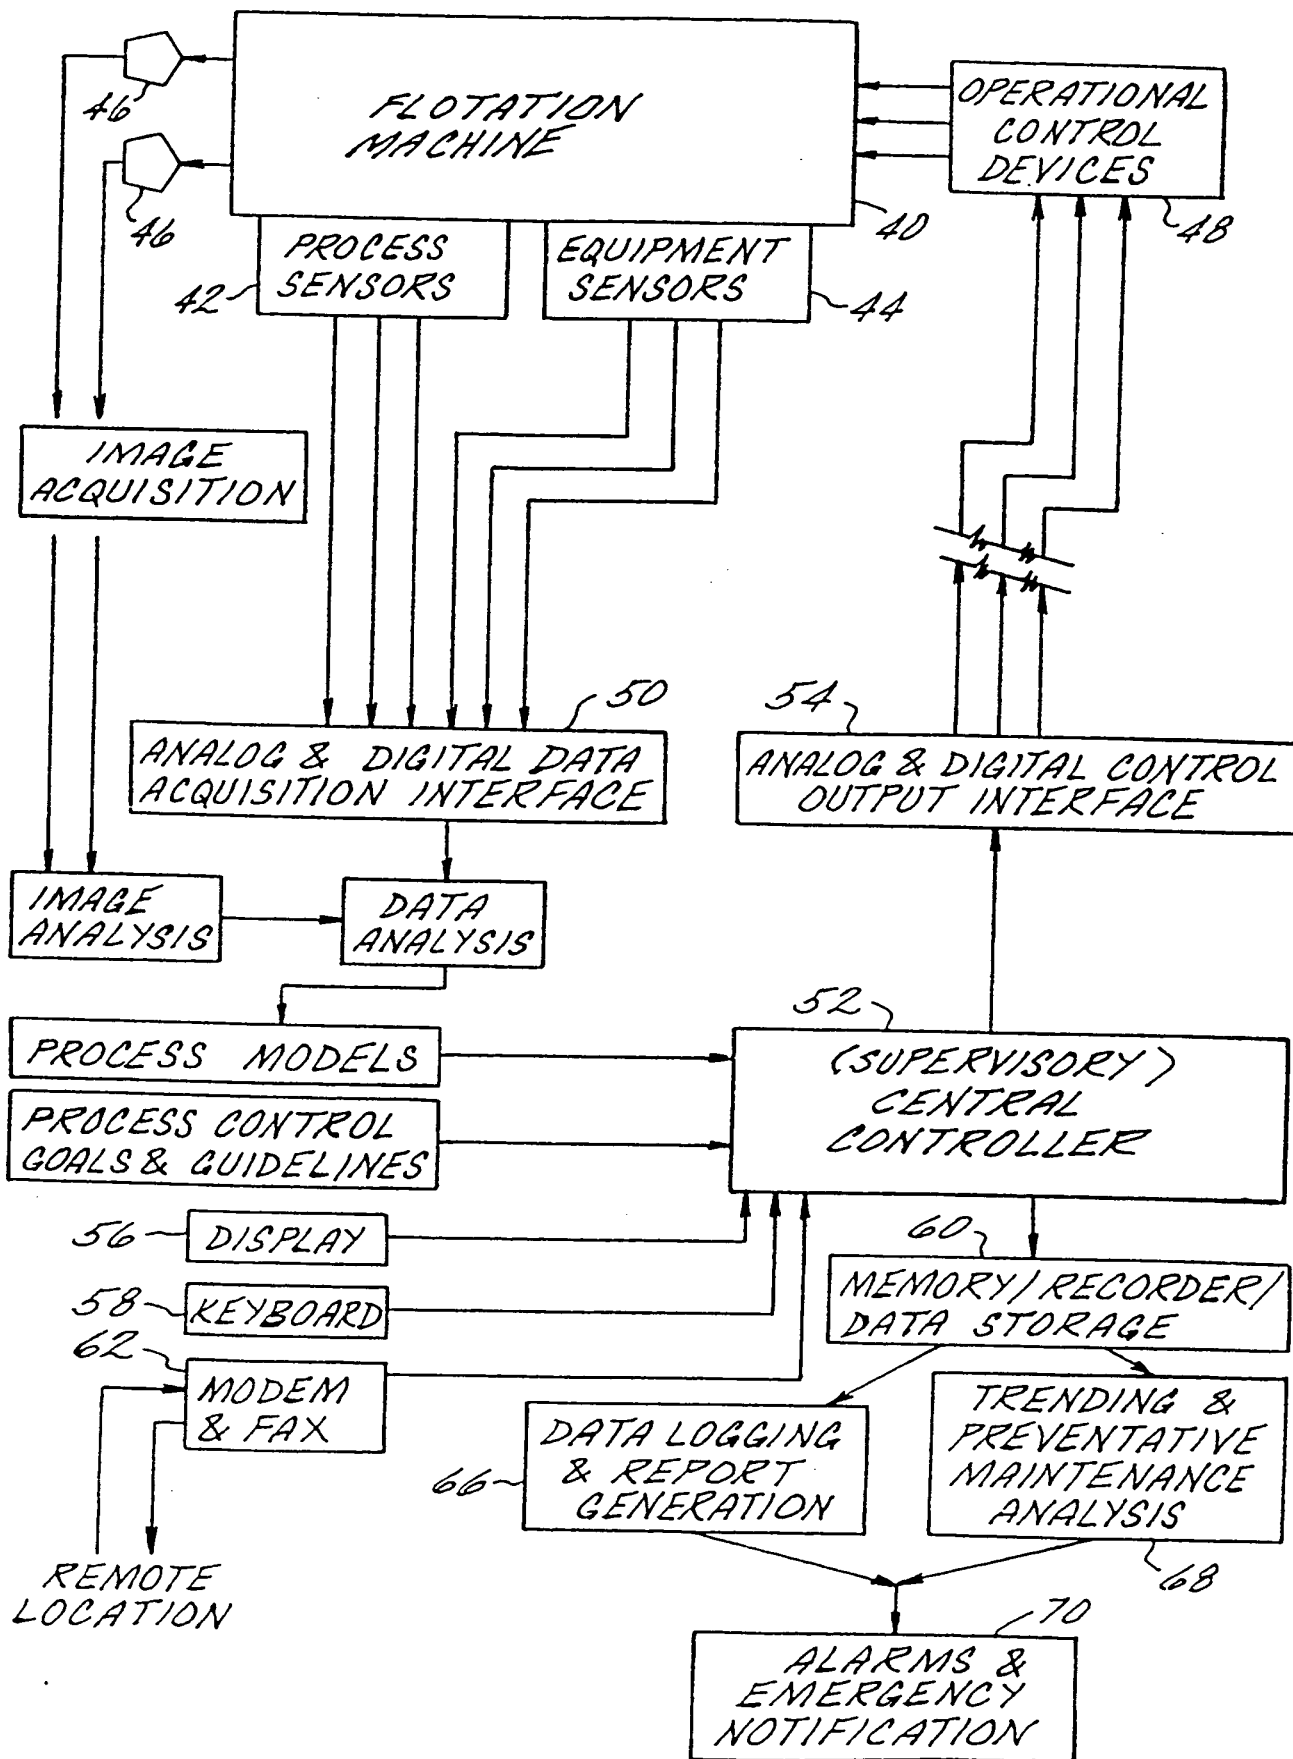 FLOTATION
MACHINE
46
46
OPERATIONAL
CONTROL
DEVICES
40
48
PROCESS
SENSORS
42
EQUIPMENT
SENSORS
44
IMAGE
ACQUISITION
50
ANALOG & DIGITAL DATA
ACQUISITION INTERFACE
54
ANALOG & DIGITAL CONTROL
OUTPUT INTERFACE
IMAGE
ANALYSIS
DATA
ANALYSIS
52
PROCESS MODELS
(SUPERVISORY)
CENTRAL
CONTROLLER
PROCESS CONTROL
GOALS & GUIDELINES
56
DISPLAY
58
KEYBOARD
60
MEMORY/RECORDER/
DATA STORAGE
62
MODEM
& FAX
REMOTE
LOCATION
DATA LOGGING
& REPORT
GENERATION
66
TRENDING &
PREVENTATIVE
MAINTENANCE
ANALYSIS
68
70
ALARMS &
EMERGENCY
NOTIFICATION